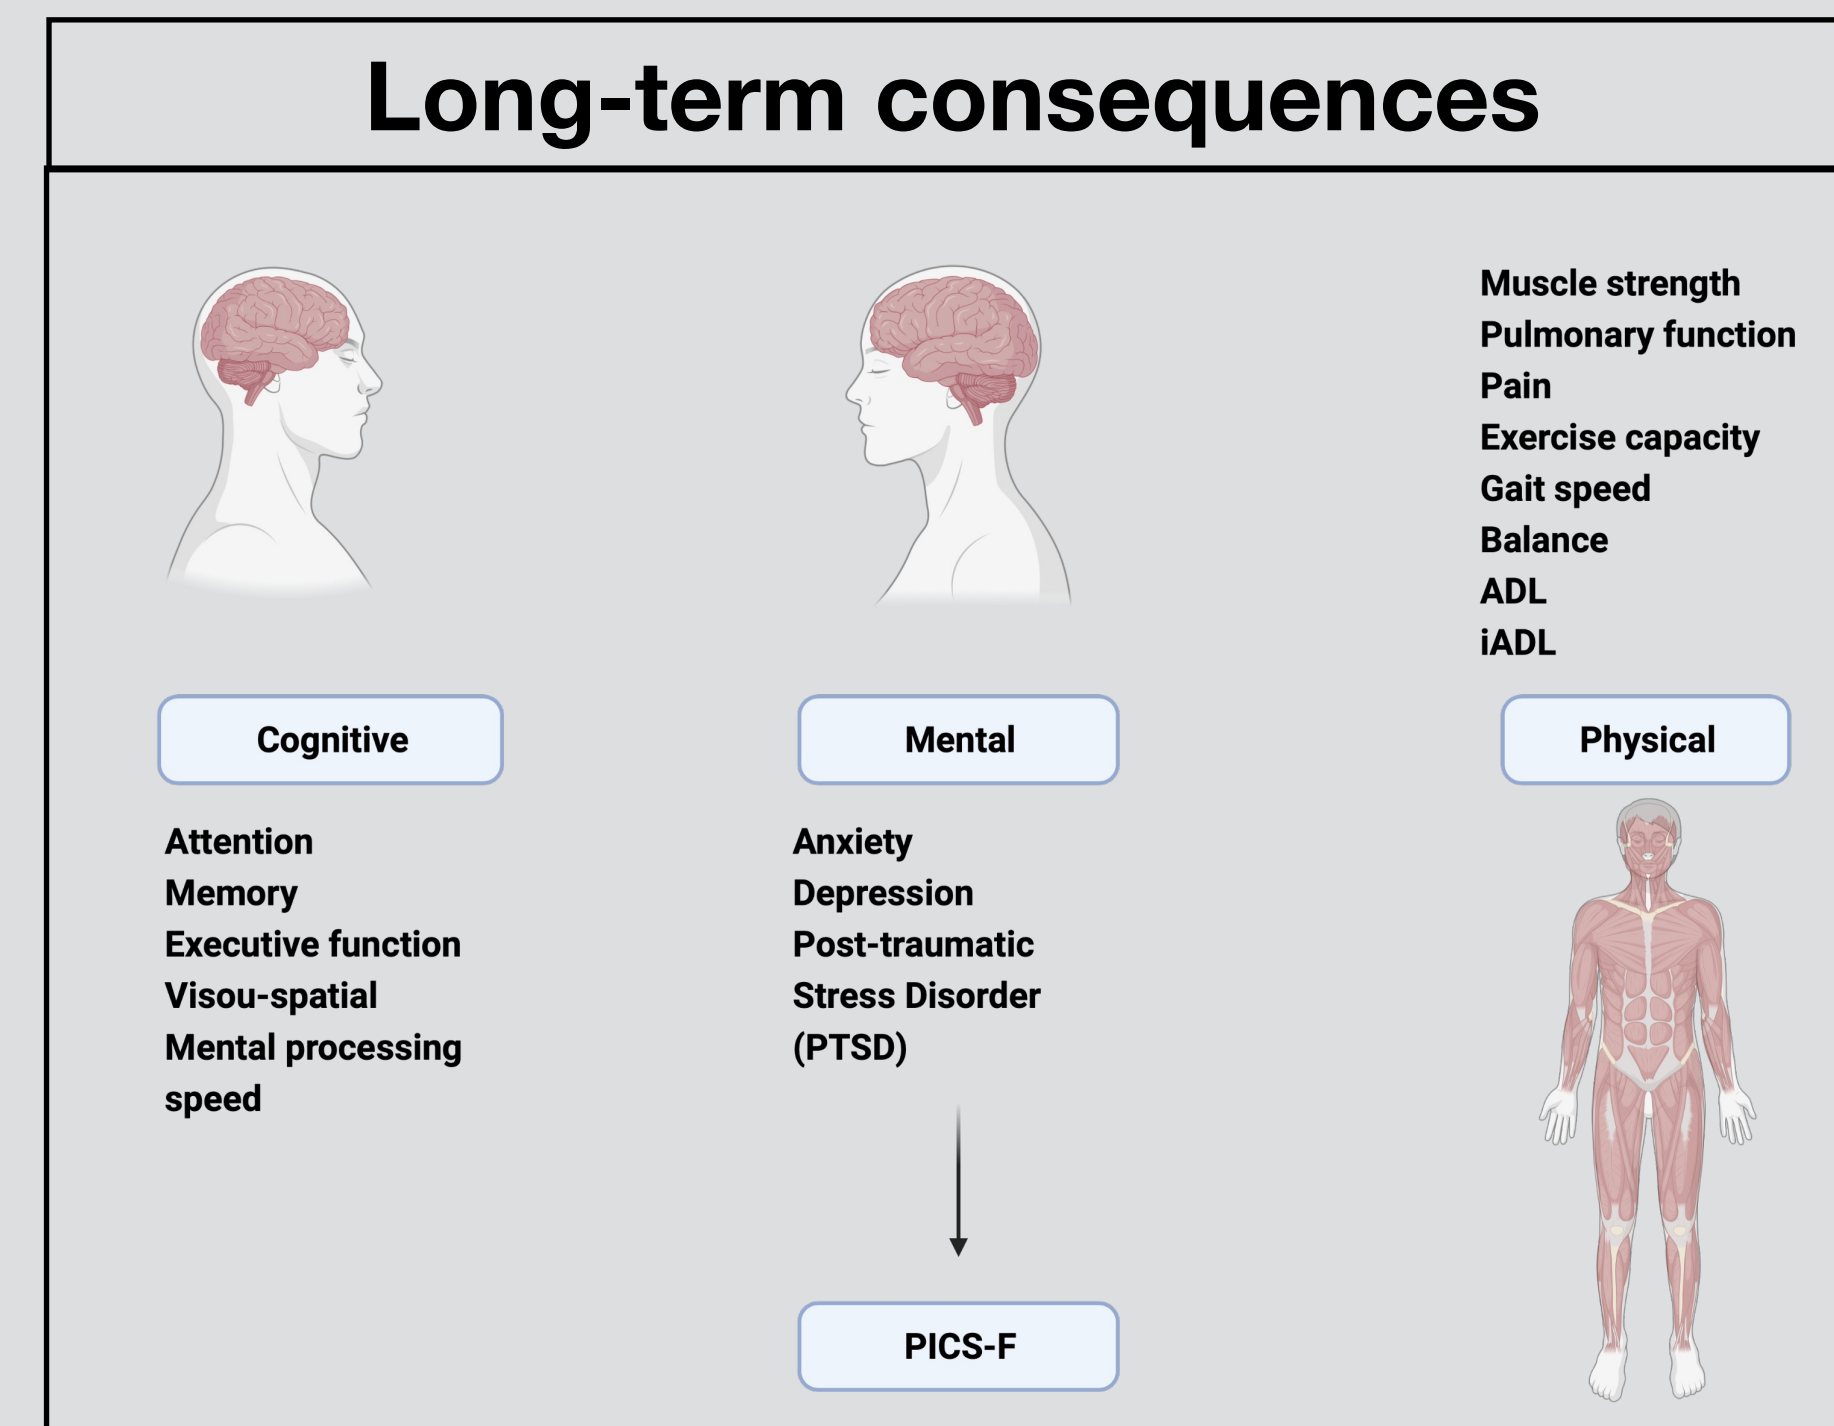 Long-term consequences
Cognitive
Attention
Memory
Executive function
Visou-spatial
Mental processing
speed
Mental
Anxiety
Depression
Post-traumatic
Stress Disorder
(PTSD)
PICS-F
Muscle strength
Pulmonary function
Pain
Exercise capacity
Gait speed
Balance
ADL
iADL
Physical